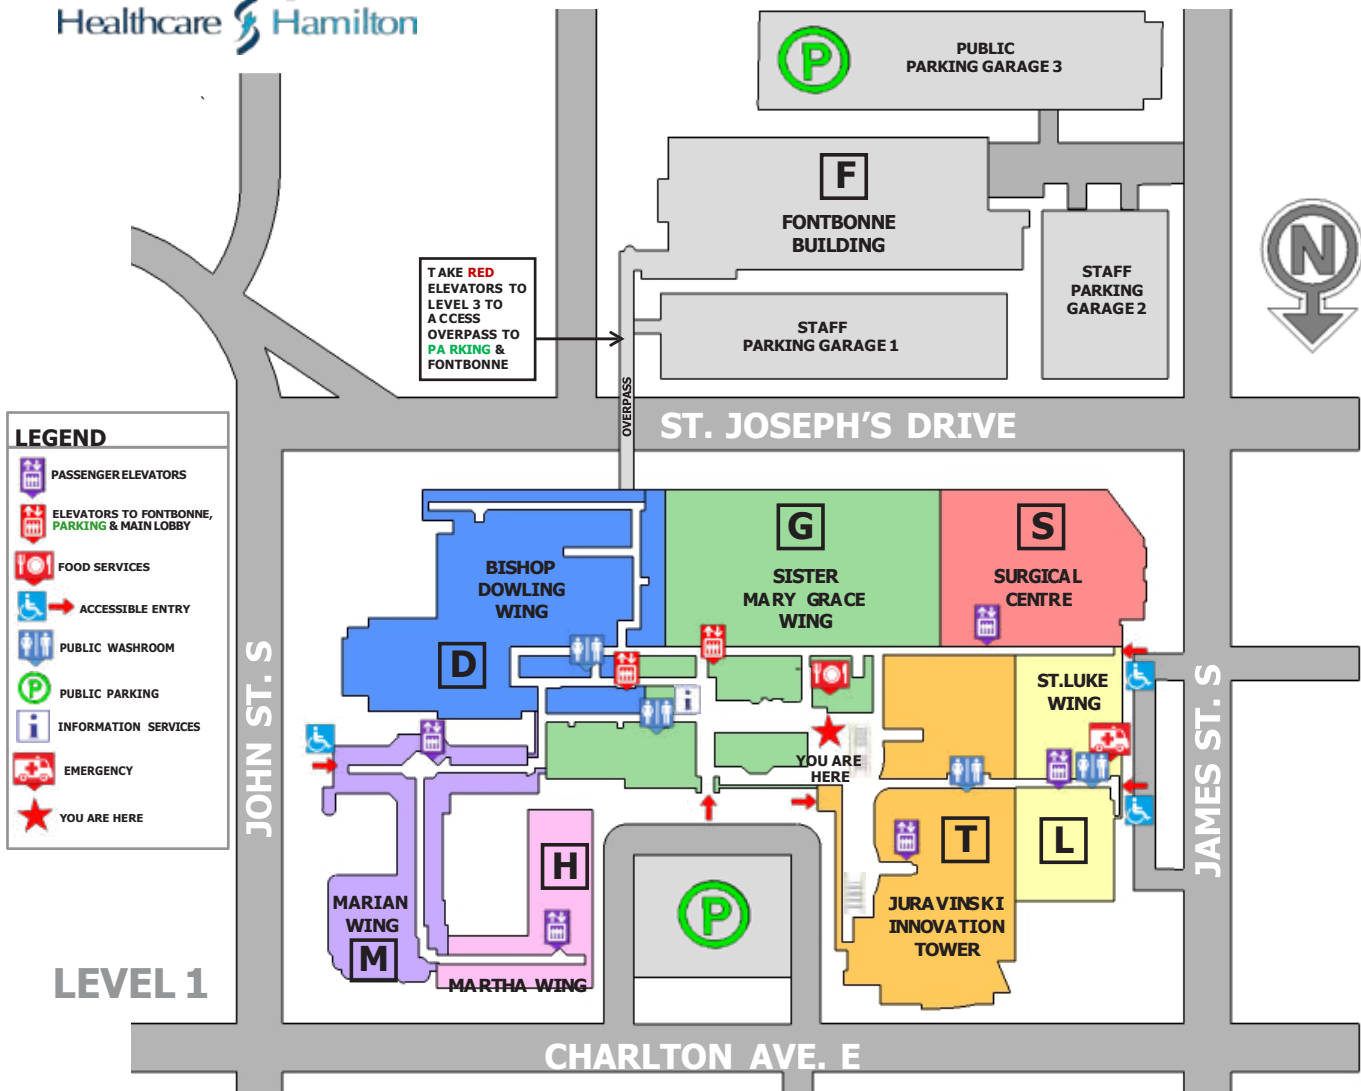 Healthcare Hamilton
PUBLIC
PARKING GARAGE 3
P
F
FONTBONNE
BUILDING
N
TAKE RED
ELEVATORS TO
LEVEL 3 TO
ACCESS
OVERPASS TO
PARKING &
FONTBONNE
STAFF
PARKING
GARAGE 2
STAFF
PARKING GARAGE 1
OVERPASS
ST. JOSEPH'S DRIVE
LEGEND
PASSENGER ELEVATORS
ELEVATORS TO FONTBONNE,
PARKING & MAIN LOBBY
FOOD SERVICES
ACCESSIBLE ENTRY
PUBLIC WASHROOM
P PUBLIC PARKING
i INFORMATION SERVICES
EMERGENCY
YOU ARE HERE
G
SISTER
MARY GRACE
WING
S
SURGICAL
CENTRE
BISHOP
DOWLING
WING
D
i
ST.LUKE
WING
YOU ARE
HERE
JOHN ST. S
JAMES ST. S
H
T
L
MARIAN
WING
M
P
JURAVINSKI
INNOVATION
TOWER
MARTHA WING
LEVEL 1
CHARLTON AVE. E